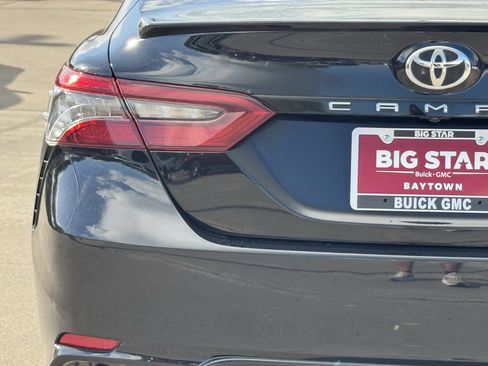 CAMR
BIG STAR
BIG STAR
Buick • GMC
BAYTOWN
BUICK GMC